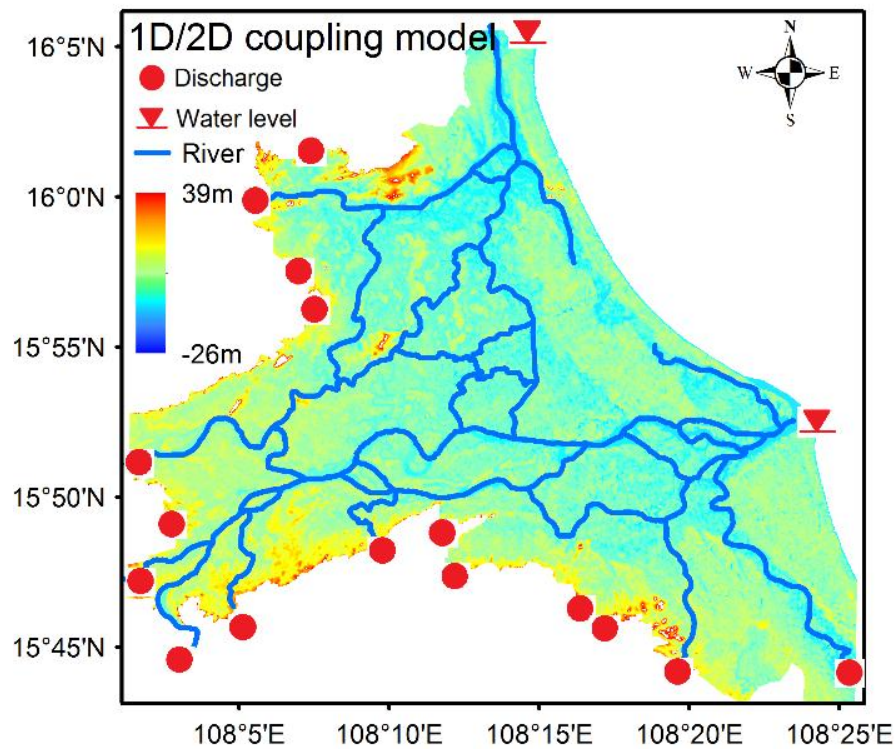 1D/2D coupling model
Discharge
Water level
River
39m
-26m
N
W E
S
16°5'N
16°0'N
15°55'N
15°50'N
15°45'N
108°5'E 108°10'E 108°15'E 108°20'E 108°25'E